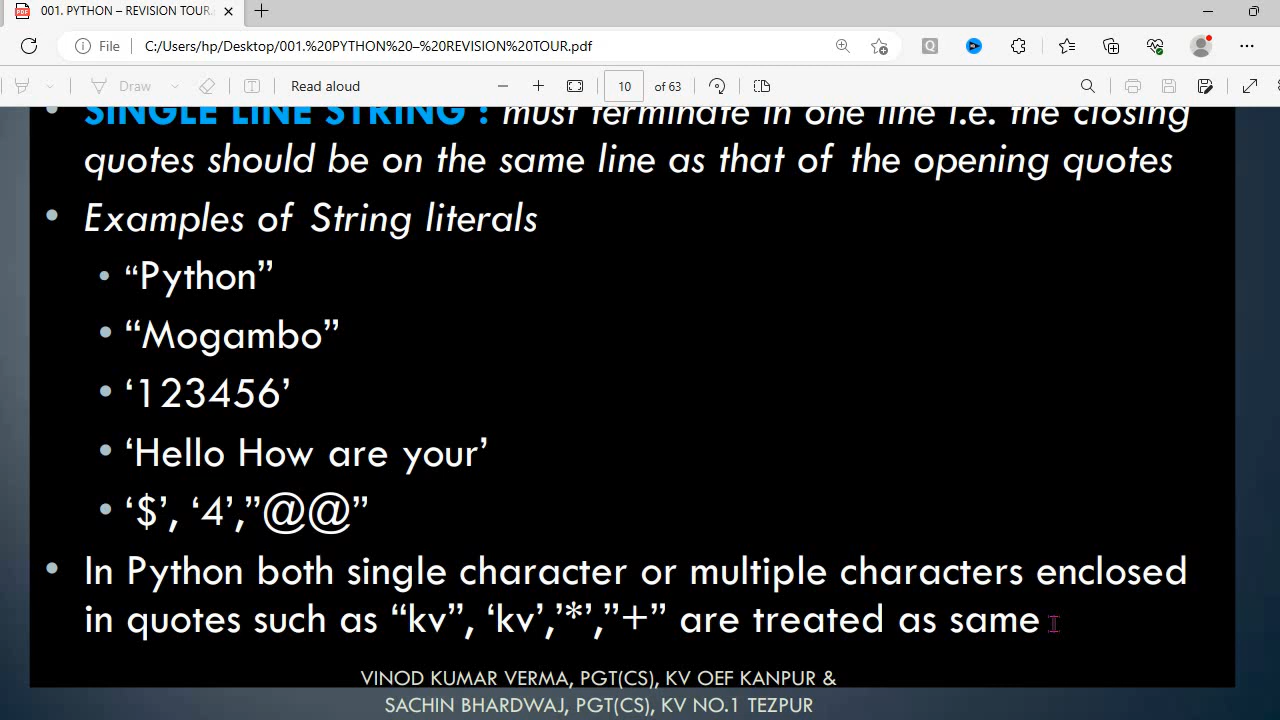 001. PYTHON – REVISION TOUR.
File C:/Users/hp/Desktop/001.%20PYTHON%20–%20REVISION%20TOUR.pdf
Draw Read aloud 10 of 63
• SINGLE LINE STRING : must terminate in one line i.e. the closing
quotes should be on the same line as that of the opening quotes
• Examples of String literals
• “Python”
• “Mogambo”
• ‘123456’
• ‘Hello How are your’
• ‘$’, ‘4’,”@@”
• In Python both single character or multiple characters enclosed
in quotes such as “kv”, ‘kv’,’*’,”+” are treated as same
VINOD KUMAR VERMA, PGT(CS), KV OEF KANPUR &
SACHIN BHARDWAJ, PGT(CS), KV NO.1 TEZPUR